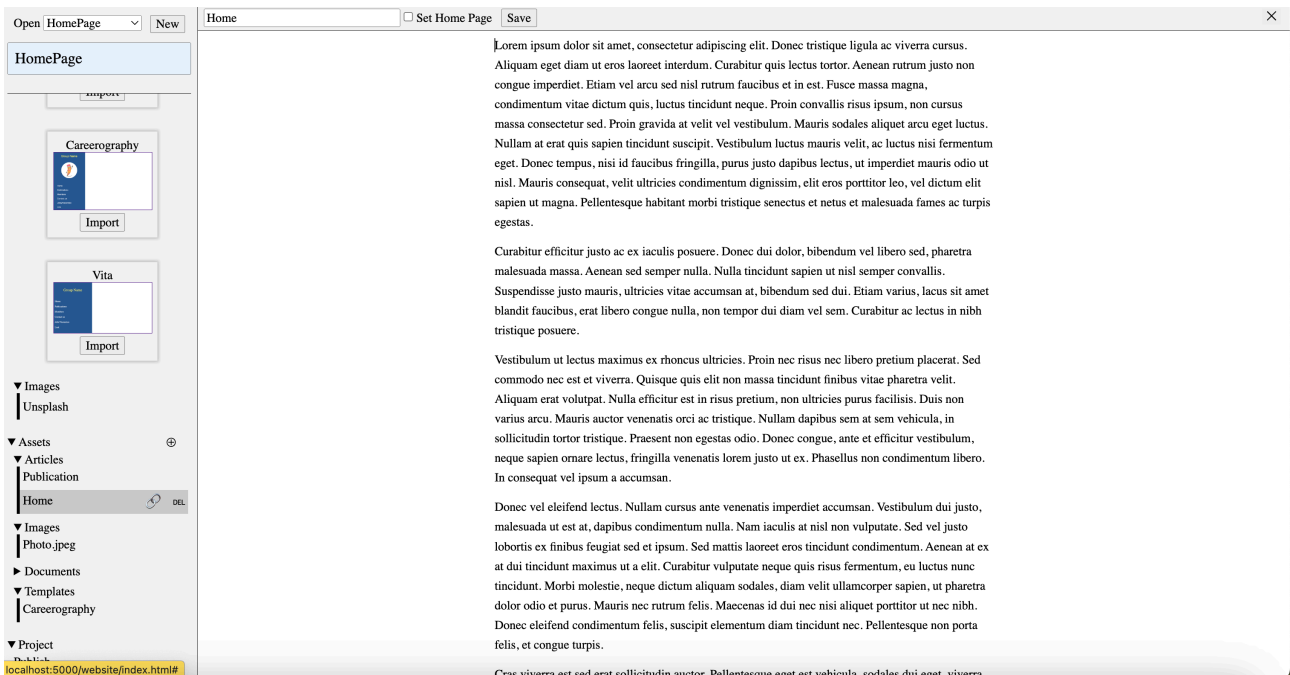 Open HomePage New
HomePage
Import
Careerography
Import
Vita
Import
▼ Images
Unsplash
▼ Assets
▼ Articles
Publication
Home DEL
▼ Images
Photo.jpeg
▶ Documents
▼ Templates
Careerography
▼ Project
Publish
localhost:5000/website/index.html#
Home Set Home Page Save
Lorem ipsum dolor sit amet, consectetur adipiscing elit. Donec tristique ligula ac viverra cursus.
Aliquam eget diam ut eros laoreet interdum. Curabitur quis lectus tortor. Aenean rutrum justo non
congue imperdiet. Etiam vel arcu sed nisl rutrum faucibus et in est. Fusce massa magna,
condimentum vitae dictum quis, luctus tincidunt neque. Proin convallis risus ipsum, non cursus
massa consectetur sed. Proin gravida at velit vel vestibulum. Mauris sodales aliquet arcu eget luctus.
Nullam at erat quis sapien tincidunt suscipit. Vestibulum luctus mauris velit, ac luctus nisi fermentum
eget. Donec tempus, nisi id faucibus fringilla, purus justo dapibus lectus, ut imperdiet mauris odio ut
nisl. Mauris consequat, velit ultricies condimentum dignissim, elit eros porttitor leo, vel dictum elit
sapien ut magna. Pellentesque habitant morbi tristique senectus et netus et malesuada fames ac turpis
egestas.
Curabitur efficitur justo ac ex iaculis posuere. Donec dui dolor, bibendum vel libero sed, pharetra
malesuada massa. Aenean sed semper nulla. Nulla tincidunt sapien ut nisl semper convallis.
Suspendisse justo mauris, ultricies vitae accumsan at, bibendum sed dui. Etiam varius, lacus sit amet
blandit faucibus, erat libero congue nulla, non tempor dui diam vel sem. Curabitur ac lectus in nibh
tristique posuere.
Vestibulum ut lectus maximus ex rhoncus ultricies. Proin nec risus nec libero pretium placerat. Sed
commodo nec est et viverra. Quisque quis elit non massa tincidunt finibus vitae pharetra velit.
Aliquam erat volutpat. Nulla efficitur est in risus pretium, non ultricies purus facilisis. Duis non
varius arcu. Mauris auctor venenatis orci ac tristique. Nullam dapibus sem at sem vehicula, in
sollicitudin tortor tristique. Praesent non egestas odio. Donec congue, ante et efficitur vestibulum,
neque sapien ornare lectus, fringilla venenatis lorem justo ut ex. Phasellus non condimentum libero.
In consequat vel ipsum a accumsan.
Donec vel eleifend lectus. Nullam cursus ante venenatis imperdiet accumsan. Vestibulum dui justo,
malesuada ut est at, dapibus condimentum nulla. Nam iaculis at nisl non vulputate. Sed vel justo
lobortis ex finibus feugiat sed et ipsum. Sed mattis laoreet eros tincidunt condimentum. Aenean at ex
at dui tincidunt maximus ut a elit. Curabitur vulputate neque quis risus fermentum, eu luctus nunc
tincidunt. Morbi molestie, neque dictum aliquam sodales, diam velit ullamcorper sapien, ut pharetra
dolor odio et purus. Mauris nec rutrum felis. Maecenas id dui nec nisi aliquet porttitor ut nec nibh.
Donec eleifend condimentum felis, suscipit elementum diam tincidunt nec. Pellentesque non porta
felis, et congue turpis.
Cras viverra est sed erat sollicitudin auctor. Pellentesque eget est vehicula, sodales dui eget, viverra